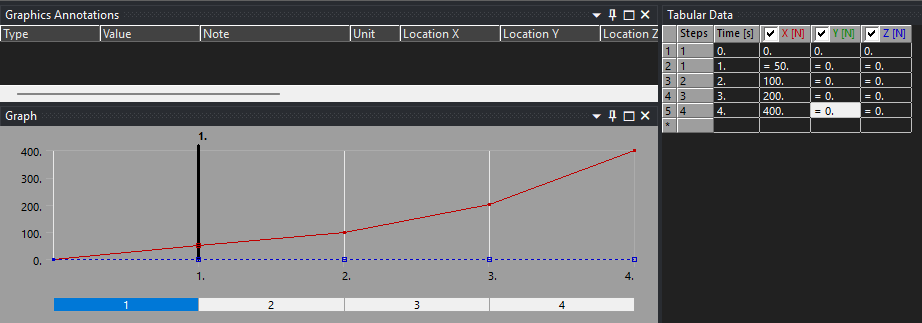 Graphics Annotations
Type Value Note Unit Location X Location Y Location Z
Graph
1.
400.
300.
200.
100.
0.
1. 2. 3. 4.
1 2 3 4
Tabular Data
Steps Time [s] X [N] Y [N] Z [N]
1 1 0. 0. 0. 0.
2 1 1. = 50. = 0. = 0.
3 2 2. 100. = 0. = 0.
4 3 3. 200. = 0. = 0.
5 4 4. 400. = 0. = 0.
*